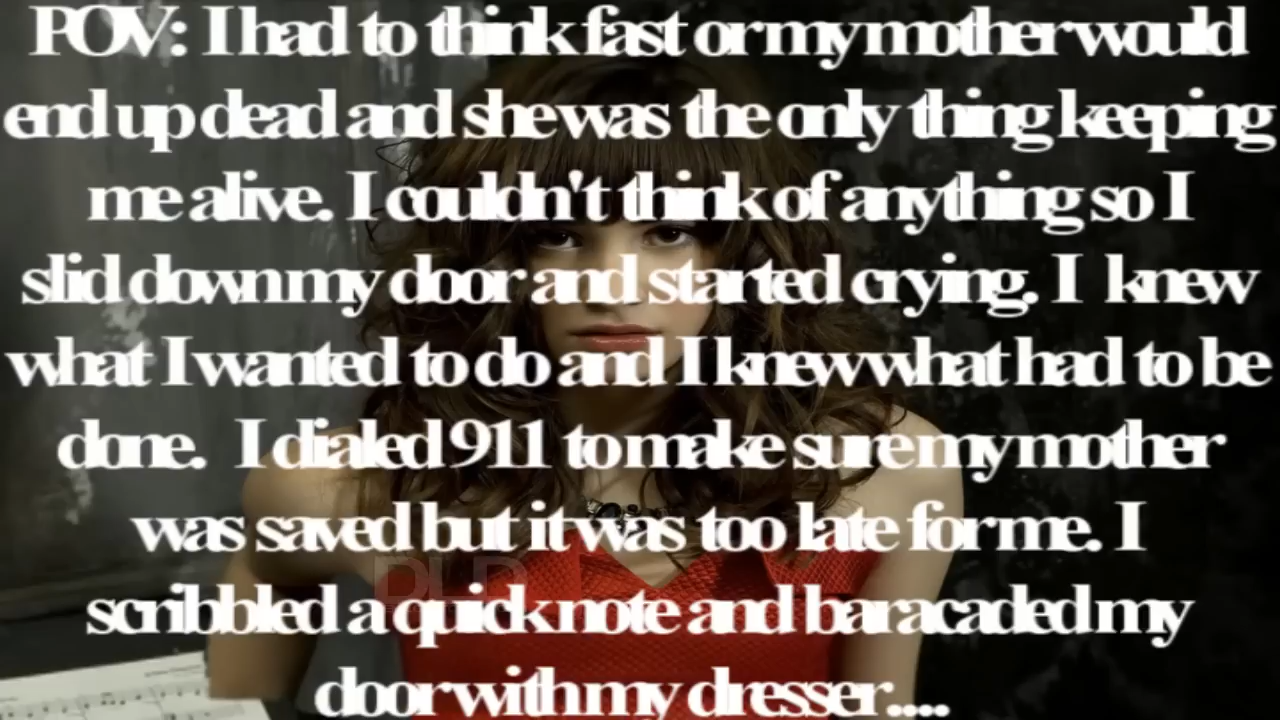 POV: I had to think fast or my mother would
end up dead and she was the only thing keeping
me alive. I couldn't think of anything so I
slid down my door and started crying. I knew
what I wanted to do and I knew what had to be
done. I dialed 911 to make sure my mother
was saved but it was too late for me. I
scribbled a quick note and baracaded my
door with my dresser....
DLD